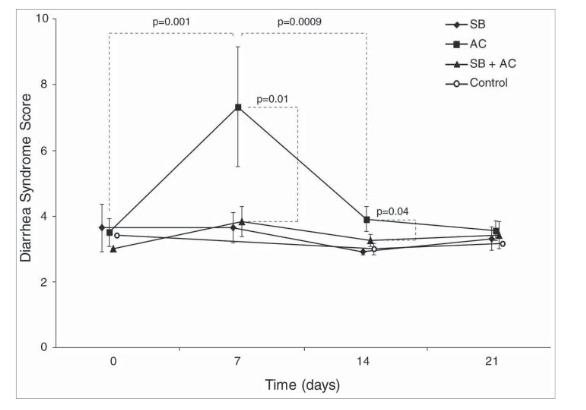 p=0.001
p=0.0009
SB
AC
SB + AC
Control
p=0.01
p=0.04
Diarrhea Syndrome Score
10
8
6
4
2
0
0 7 14 21
Time (days)